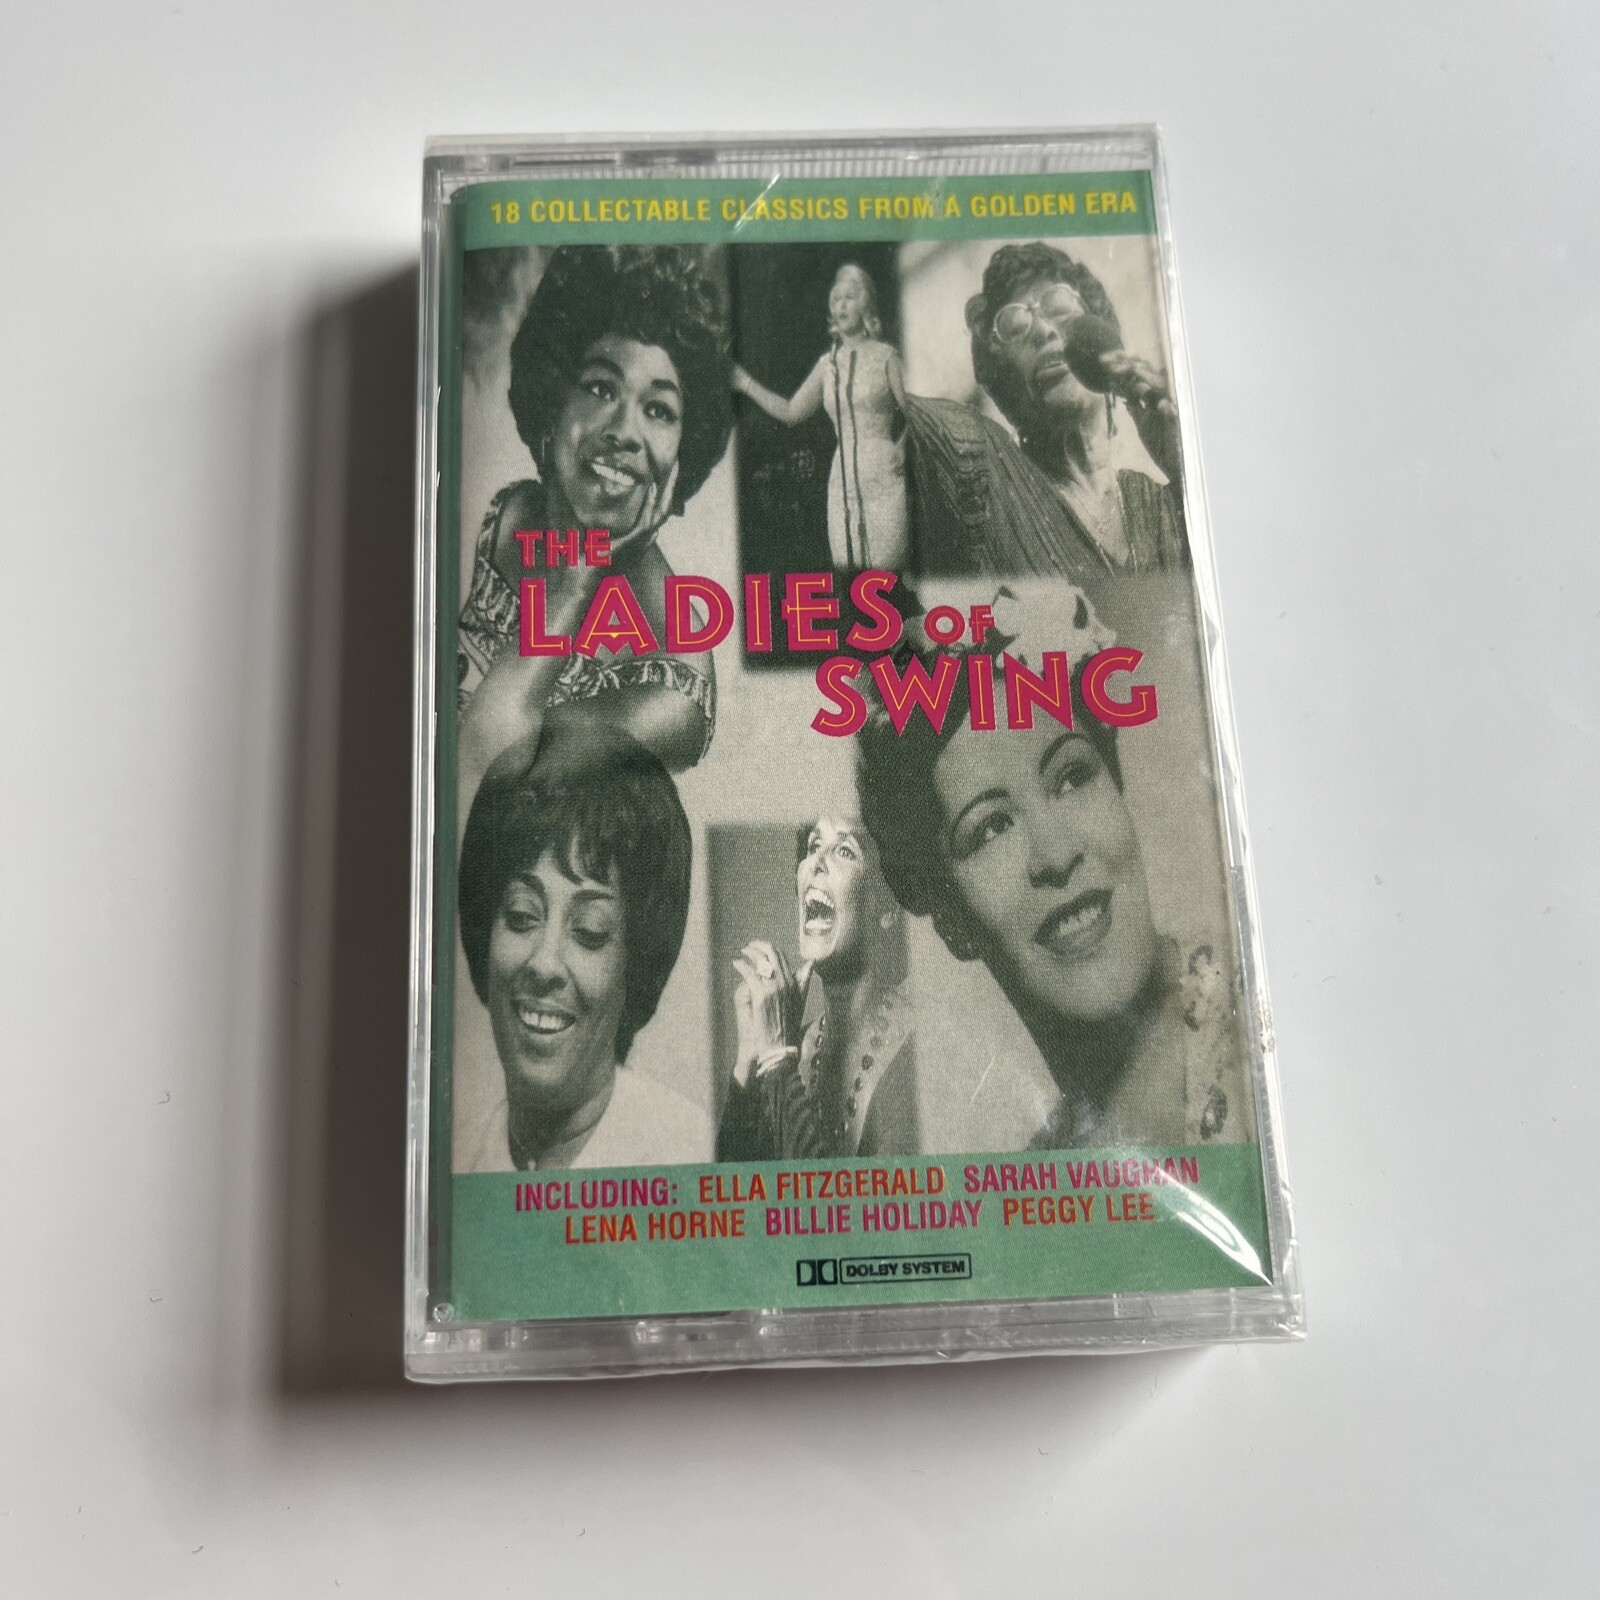 18 COLLECTABLE CLASSICS FROM A GOLDEN ERA
THE
LADIES OF
SWING
INCLUDING: ELLA FITZGERALD SARAH VAUGHAN
LENA HORNE BILLIE HOLIDAY PEGGY LEE
DOLBY SYSTEM